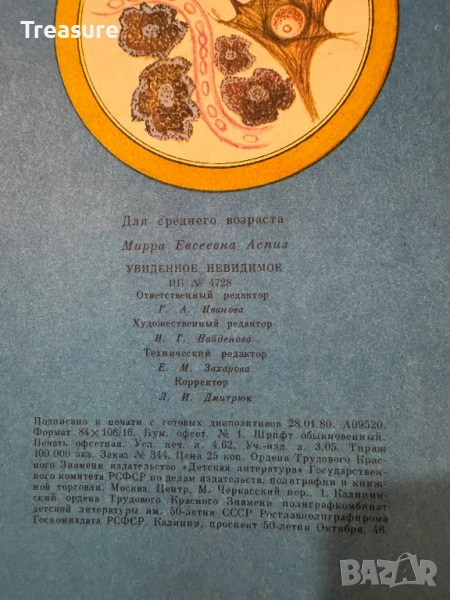 Treasure
Для среднего возраста
Мирра Евсеевна Аспиз
УВИДЕННОЕ НЕВИДИМОЕ
ИБ № 4728
Ответственный редактор
Г. А. Иванова
Художественный редактор
И. Г. Найденова
Технический редактор
Е. М. Захарова
Корректор
Л. И. Дмитрюк
Подписано к печати с готовых диапозитивов 28.01.80. А09520.
Формат 84×108/16. Бум. офсет. № 1. Шрифт обыкновенный.
Печать офсетная. Усл. печ. л. 4,62. Уч.-изд. л. 3,05. Тираж
100 000 экз. Заказ № 344. Цена 25 коп. Ордена Трудового Крас-
ного Знамени издательство «Детская литература» Государствен-
ного комитета РСФСР по делам издательств, полиграфии и книж-
ной торговли. Москва, Центр, М. Черкасский пер., 1. Калинин-
ский ордена Трудового Красного Знамени полиграфкомбинат
детской литературы им. 50-летия СССР Росглавполиграфпрома
Госкомиздата РСФСР. Калинин, проспект 50-летия Октября, 46.
BAZAR.bg